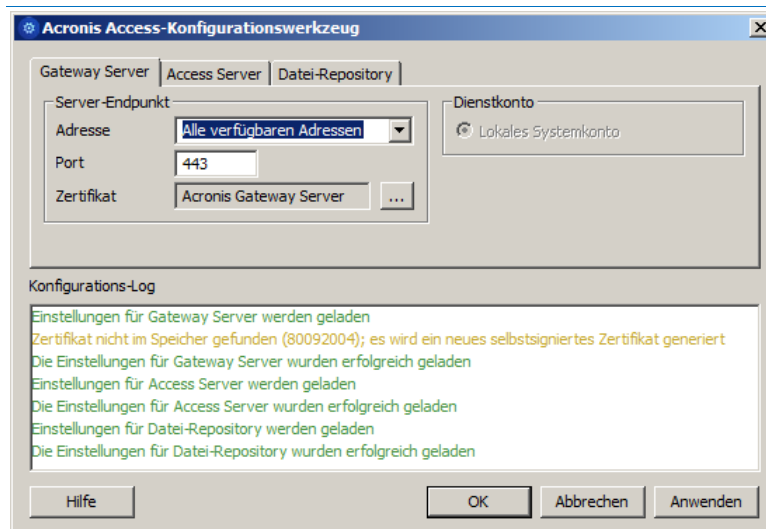 Acronis Access-Konfigurationswerkzeug
Gateway Server Access Server Datei-Repository
Server-Endpunkt
Adresse Alle verfügbaren Adressen
Port 443
Zertifikat Acronis Gateway Server ...
Dienstkonto
Lokales Systemkonto
Konfigurations-Log
Einstellungen für Gateway Server werden geladen
Zertifikat nicht im Speicher gefunden (80092004); es wird ein neues selbstsigniertes Zertifikat generiert
Die Einstellungen für Gateway Server wurden erfolgreich geladen
Einstellungen für Access Server werden geladen
Die Einstellungen für Access Server wurden erfolgreich geladen
Einstellungen für Datei-Repository werden geladen
Die Einstellungen für Datei-Repository wurden erfolgreich geladen
Hilfe OK Abbrechen Anwenden